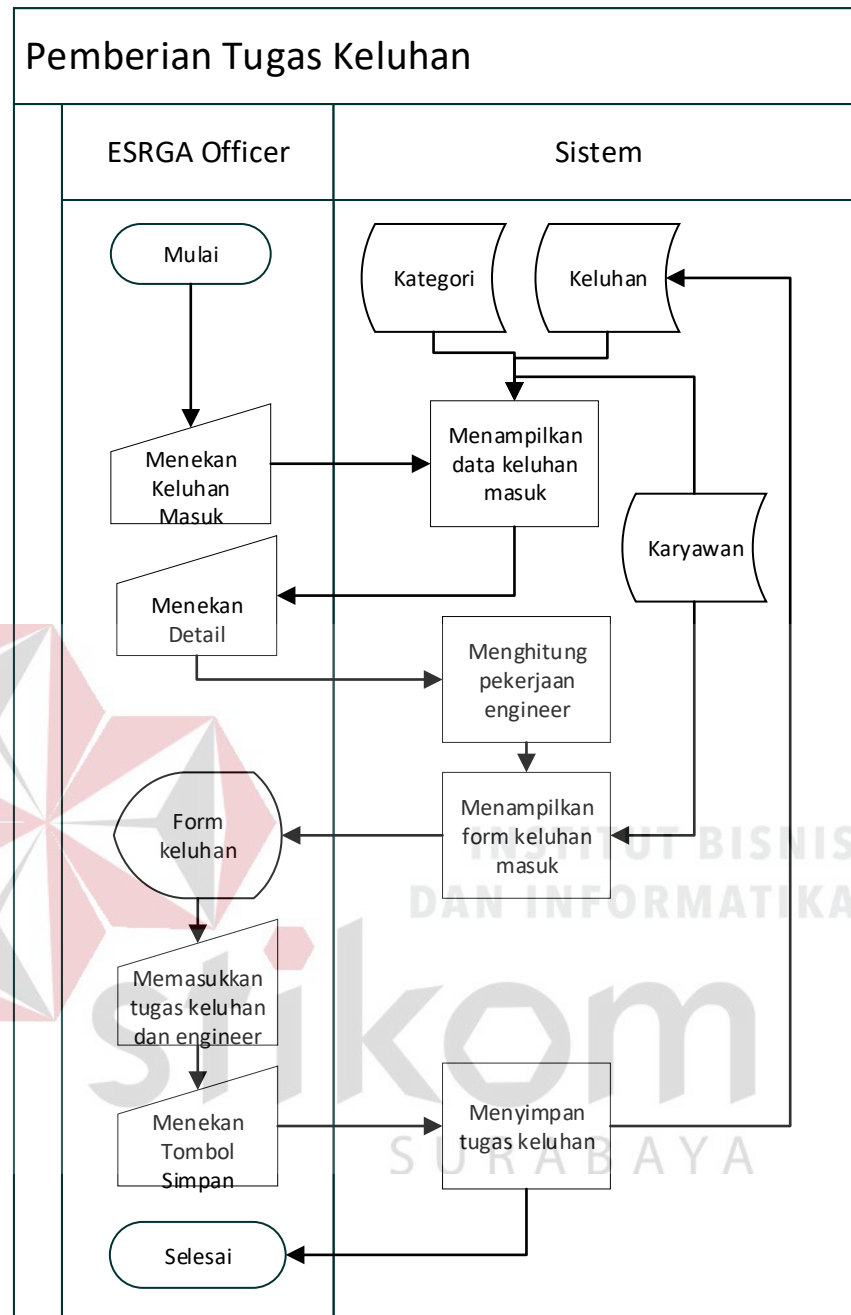 Pemberian Tugas Keluhan
ESRGA Officer
Sistem
Mulai
Kategori
Keluhan
Menekan
Keluhan
Masuk
Menampilkan
data keluhan
masuk
Karyawan
Menekan
Detail
Menghitung
pekerjaan
engineer
Form
keluhan
Menampilkan
form keluhan
masuk
INSTITUT BISNIS
DAN INFORMATIKA
stikom
SURABAYA
Memasukkan
tugas keluhan
dan engineer
Menekan
Tombol
Simpan
Menyimpan
tugas keluhan
Selesai